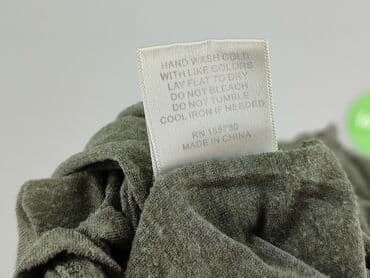 HAND WASH COLD
WITH LIKE COLORS
LAY FLAT TO DRY
DO NOT BLEACH
DO NOT TUMBLE
COOL IRON IF NEEDED
RN 155730
MADE IN CHINA